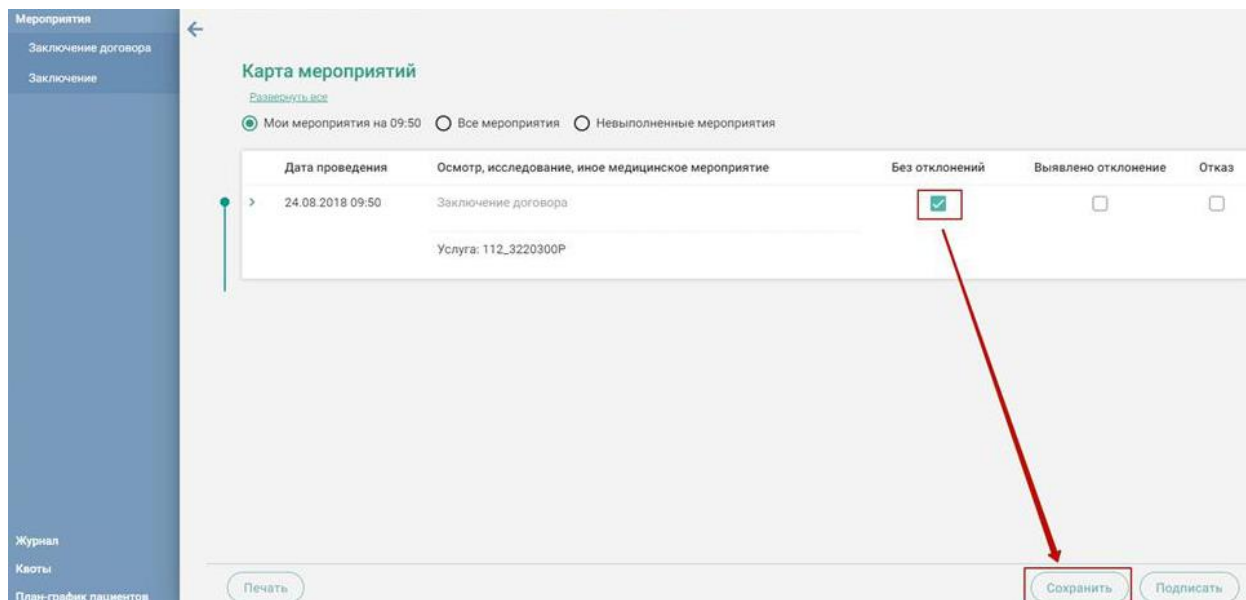 Мероприятия
Заключение договора
Заключение
Карта мероприятий
Развернуть все
Мои мероприятия на 09:50 Все мероприятия Невыполненные мероприятия
Дата проведения Осмотр, исследование, иное медицинское мероприятие Без отклонений Выявлено отклонение Отказ
24.08.2018 09:50 Заключение договора
Услуга: 112_3220300Р
Журнал
Квоты
План-график пациентов
Печать Сохранить Подписать